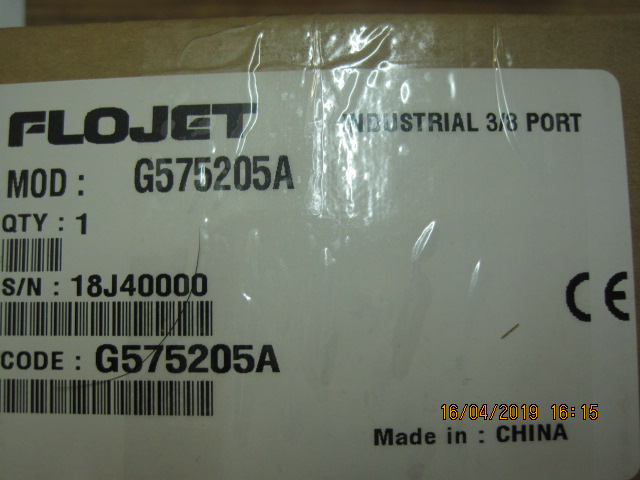 FLOJET
INDUSTRIAL 3/8 PORT
MOD : G575205A
QTY : 1
S/N : 18J40000
CODE : G575205A
CE
16/04/2019 16:15
Made in : CHINA